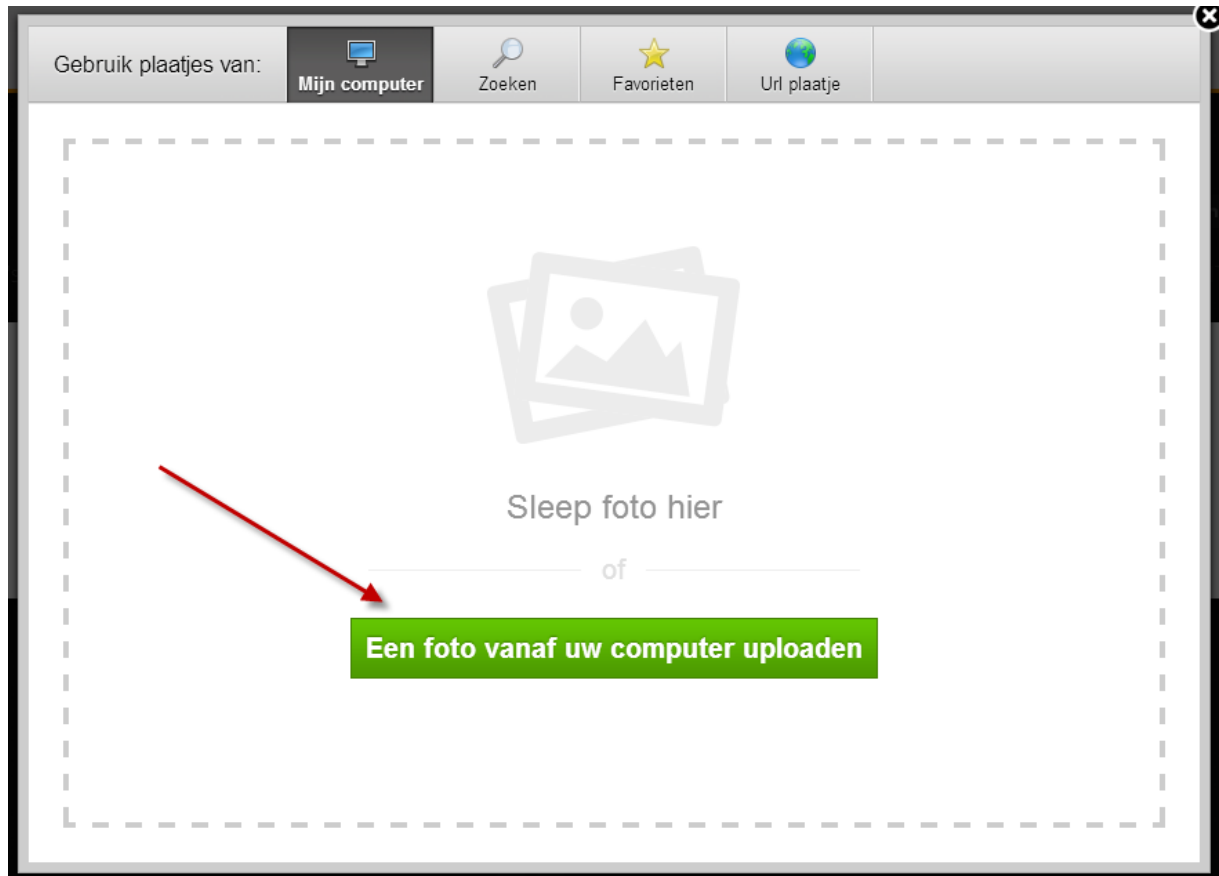 Gebruik plaatjes van:
Mijn computer
Zoeken
Favorieten
Url plaatje
Sleep foto hier
of
Een foto vanaf uw computer uploaden